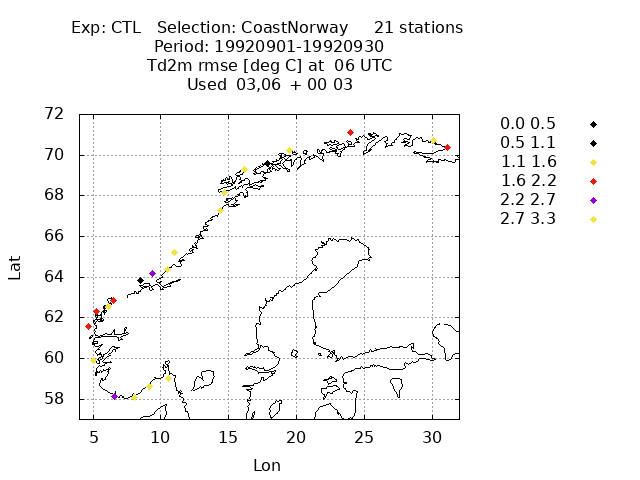 Exp: CTL   Selection: CoastNorway     21 stations
Period: 19920901-19920930
Td2m rmse [deg C] at  06 UTC
Used  03,06  + 00 03
72
70
68
66
64
62
60
58
Lat
5 10 15 20 25 30
Lon
0.0 0.5
0.5 1.1
1.1 1.6
1.6 2.2
2.2 2.7
2.7 3.3